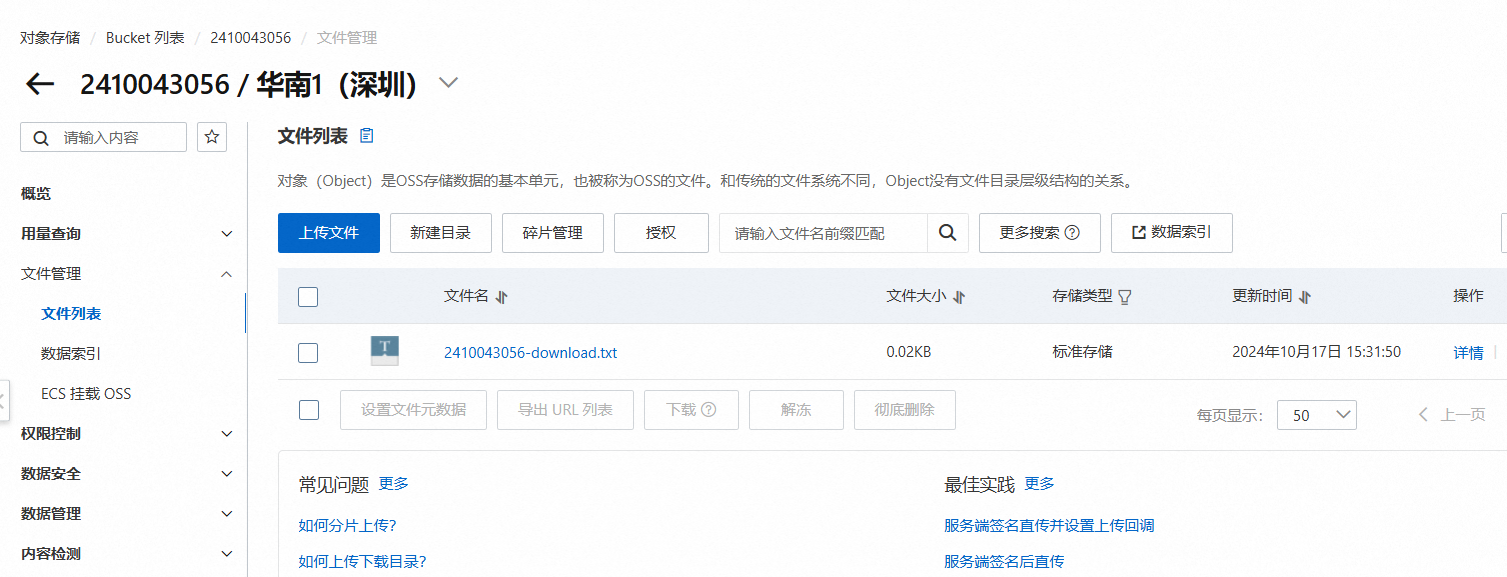 对象存储 / Bucket 列表 / 2410043056 / 文件管理
2410043056 / 华南1（深圳）
请输入内容
概览
用量查询
文件管理
文件列表
数据索引
ECS 挂载 OSS
权限控制
数据安全
数据管理
内容检测
文件列表
对象（Object）是OSS存储数据的基本单元，也被称为OSS的文件。和传统的文件系统不同，Object没有文件目录层级结构的关系。
上传文件 新建目录 碎片管理 授权 请输入文件名前缀匹配 更多搜索 数据索引
文件名 文件大小 存储类型 更新时间 操作
T 2410043056-download.txt 0.02KB 标准存储 2024年10月17日 15:31:50 详情
设置文件元数据 导出 URL 列表 下载 解冻 彻底删除 每页显示： 50 上一页
常见问题 更多 最佳实践 更多
如何分片上传? 服务端签名直传并设置上传回调
如何上传下载目录? 服务端签名后直传